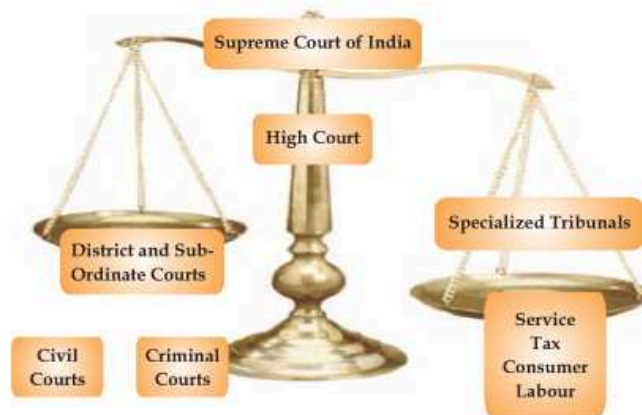 Supreme Court of India
High Court
Specialized Tribunals
District and Sub-
Ordinate Courts
Service
Tax
Consumer
Labour
Civil
Courts
Criminal
Courts